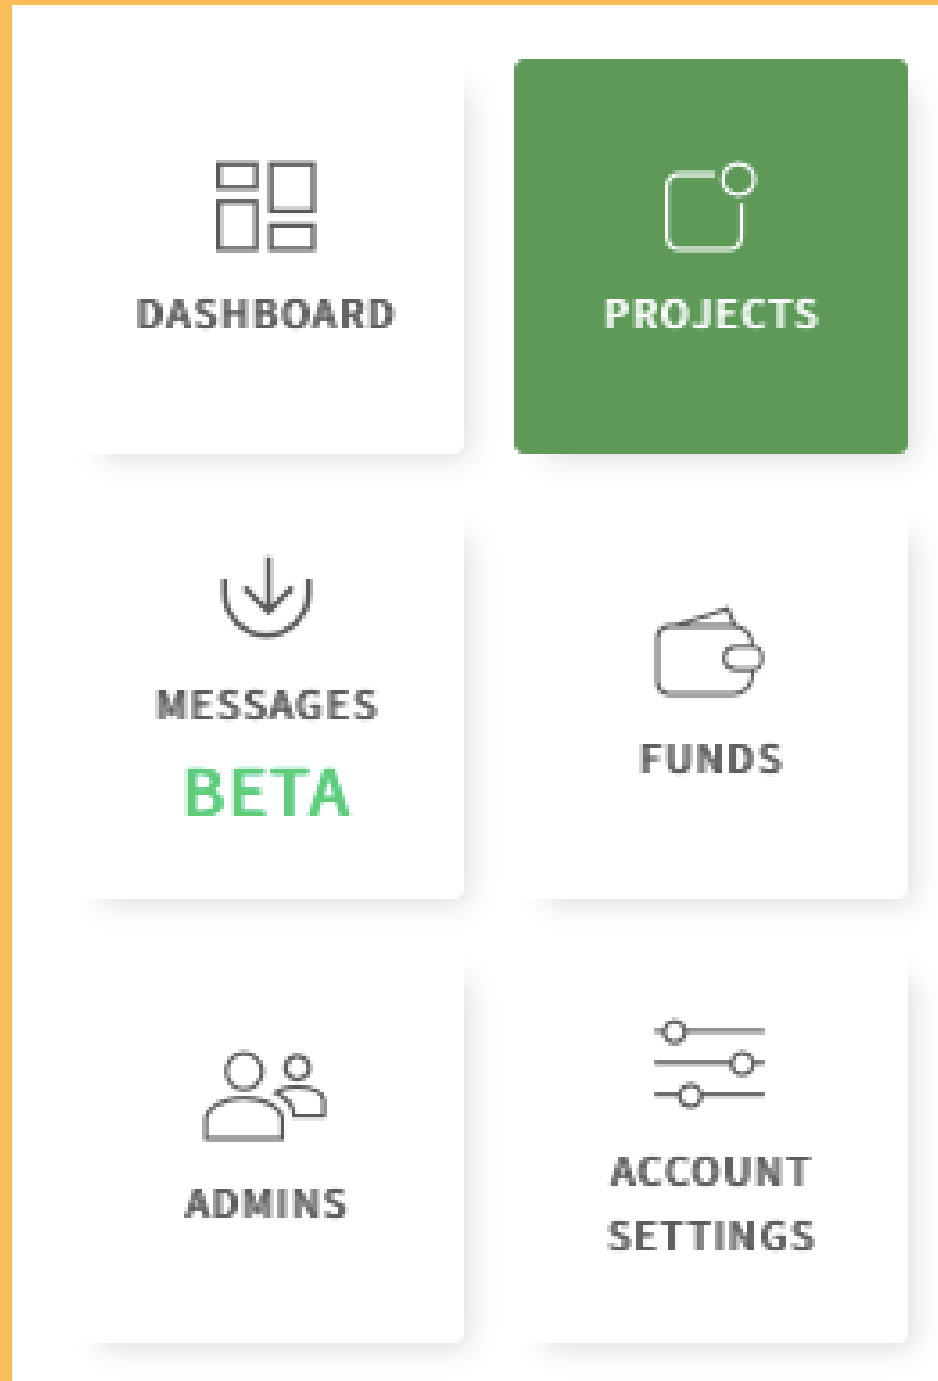 DASHBOARD
PROJECTS
MESSAGES
BETA
FUNDS
ADMINS
ACCOUNT
SETTINGS